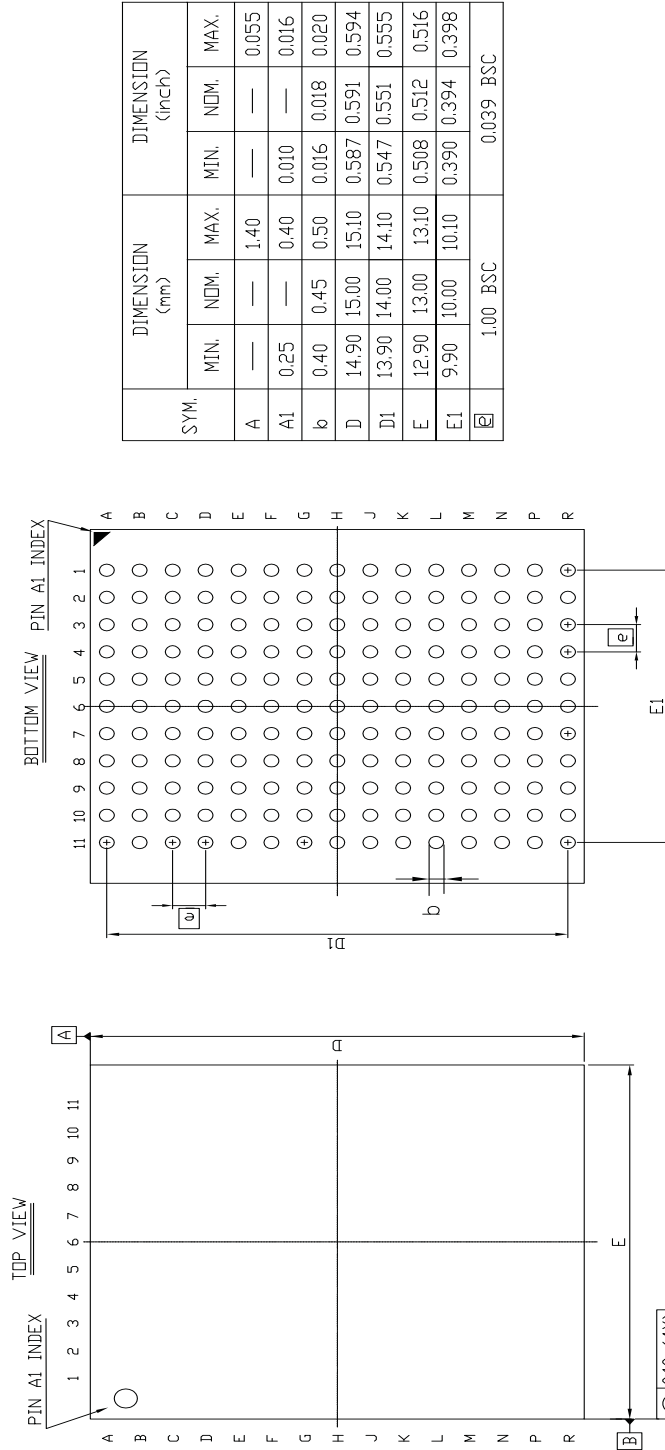 TOP VIEW
PIN A1 INDEX
1 2 3 4 5 6 7 8 9 10 11
A
B
C
D
E
F
G
H
J
K
L
M
N
P
R
A
D
E
B
BOTTOM VIEW
PIN A1 INDEX
11 10 9 8 7 6 5 4 3 2 1
A
B
C
D
E
F
G
H
J
K
L
M
N
P
R
e
D1
b
e
E1
SYM. DIMENSION (mm) DIMENSION (inch)
MIN. NOM. MAX. MIN. NOM. MAX.
A — — 1.40 — — 0.055
A1 0.25 — 0.40 0.010 — 0.016
b 0.40 0.45 0.50 0.016 0.018 0.020
D 14.90 15.00 15.10 0.587 0.591 0.594
D1 13.90 14.00 14.10 0.547 0.551 0.555
E 12.90 13.00 13.10 0.508 0.512 0.516
E1 9.90 10.00 10.10 0.390 0.394 0.398
e 1.00 BSC 0.039 BSC